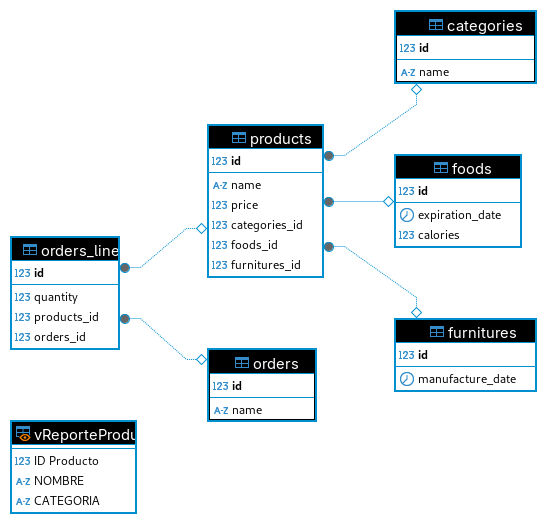 categories
123 id
A-Z name
products
123 id
A-Z name
123 price
123 categories_id
123 foods_id
123 furnitures_id
foods
123 id
expiration_date
123 calories
orders_line
123 id
123 quantity
123 products_id
123 orders_id
furnitures
123 id
manufacture_date
orders
123 id
A-Z name
vReporteProdu
123 ID Producto
A-Z NOMBRE
A-Z CATEGORIA